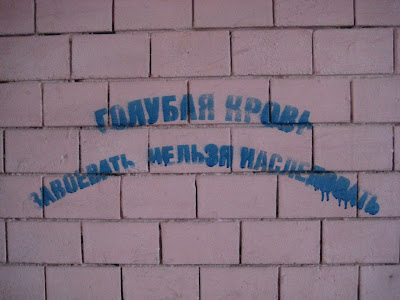 ГОЛУБАЯ КРОВЬ
ЗАВОЕВАТЬ НЕЛЬЗЯ НАСЛЕДОВАТЬ